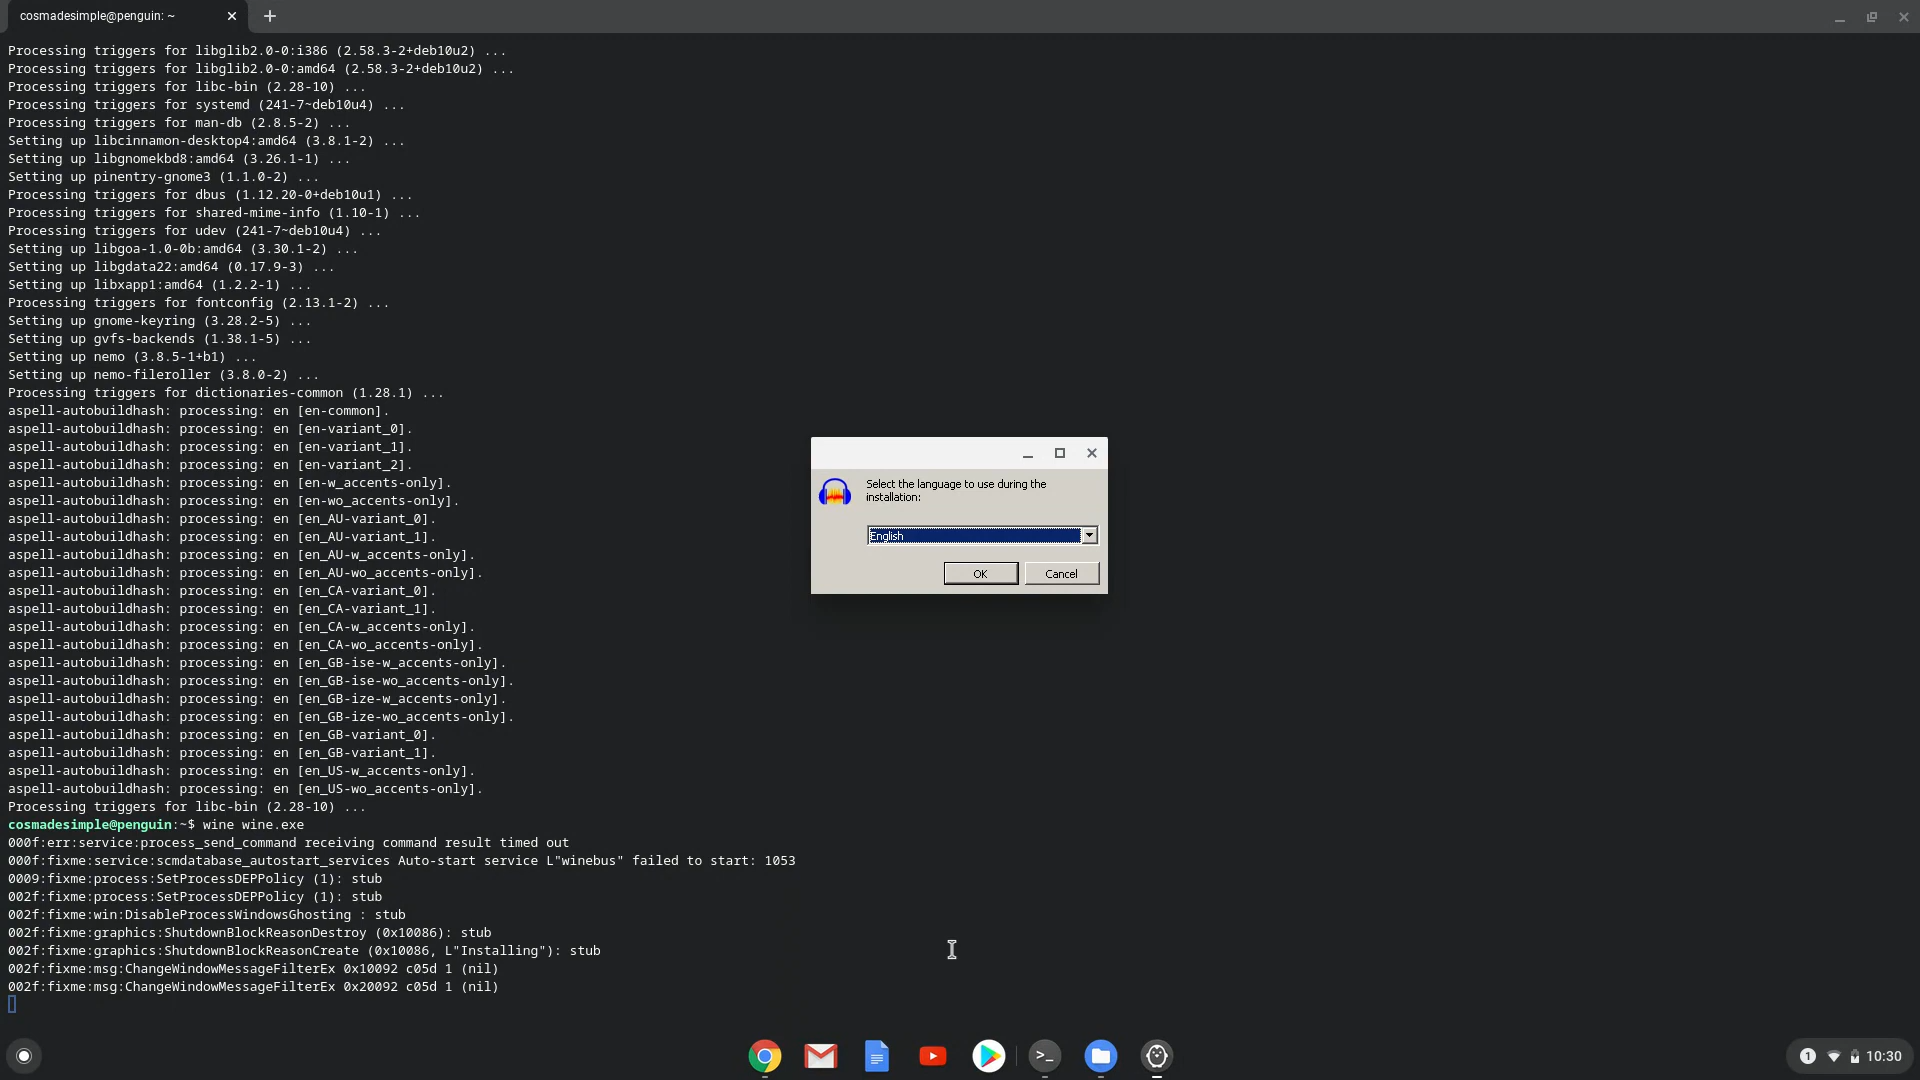 cosmadesimple@penguin: ~
Processing triggers for libglib2.0-0:i386 (2.58.3-2+deb10u2) ...
Processing triggers for libglib2.0-0:amd64 (2.58.3-2+deb10u2) ...
Processing triggers for libc-bin (2.28-10) ...
Processing triggers for systemd (241-7~deb10u4) ...
Processing triggers for man-db (2.8.5-2) ...
Setting up libcinnamon-desktop4:amd64 (3.8.1-2) ...
Setting up libgnomekbd8:amd64 (3.26.1-1) ...
Setting up pinentry-gnome3 (1.1.0-2) ...
Processing triggers for dbus (1.12.20-0+deb10u1) ...
Processing triggers for shared-mime-info (1.10-1) ...
Processing triggers for udev (241-7~deb10u4) ...
Setting up libgoa-1.0-0b:amd64 (3.30.1-2) ...
Setting up libgdata22:amd64 (0.17.9-3) ...
Setting up libxapp1:amd64 (1.2.2-1) ...
Processing triggers for fontconfig (2.13.1-2) ...
Setting up gnome-keyring (3.28.2-5) ...
Setting up gvfs-backends (1.38.1-5) ...
Setting up nemo (3.8.5-1+b1) ...
Setting up nemo-fileroller (3.8.0-2) ...
Processing triggers for dictionaries-common (1.28.1) ...
aspell-autobuildhash: processing: en [en-common].
aspell-autobuildhash: processing: en [en-variant_0].
aspell-autobuildhash: processing: en [en-variant_1].
aspell-autobuildhash: processing: en [en-variant_2].
aspell-autobuildhash: processing: en [en-w_accents-only].
aspell-autobuildhash: processing: en [en-wo_accents-only].
aspell-autobuildhash: processing: en [en_AU-variant_0].
aspell-autobuildhash: processing: en [en_AU-variant_1].
aspell-autobuildhash: processing: en [en_AU-w_accents-only].
aspell-autobuildhash: processing: en [en_AU-wo_accents-only].
aspell-autobuildhash: processing: en [en_CA-variant_0].
aspell-autobuildhash: processing: en [en_CA-variant_1].
aspell-autobuildhash: processing: en [en_CA-w_accents-only].
aspell-autobuildhash: processing: en [en_CA-wo_accents-only].
aspell-autobuildhash: processing: en [en_GB-ise-w_accents-only].
aspell-autobuildhash: processing: en [en_GB-ise-wo_accents-only].
aspell-autobuildhash: processing: en [en_GB-ize-w_accents-only].
aspell-autobuildhash: processing: en [en_GB-ize-wo_accents-only].
aspell-autobuildhash: processing: en [en_GB-variant_0].
aspell-autobuildhash: processing: en [en_GB-variant_1].
aspell-autobuildhash: processing: en [en_US-w_accents-only].
aspell-autobuildhash: processing: en [en_US-wo_accents-only].
Processing triggers for libc-bin (2.28-10) ...
cosmadesimple@penguin:~$ wine wine.exe
000f:err:service:process_send_command receiving command result timed out
000f:fixme:service:scmdatabase_autostart_services Auto-start service L"winebus" failed to start: 1053
0009:fixme:process:SetProcessDEPPolicy (1): stub
002f:fixme:process:SetProcessDEPPolicy (1): stub
002f:fixme:win:DisableProcessWindowsGhosting : stub
002f:fixme:graphics:ShutdownBlockReasonDestroy (0x10086): stub
002f:fixme:graphics:ShutdownBlockReasonCreate (0x10086, L"Installing"): stub
002f:fixme:msg:ChangeWindowMessageFilterEx 0x10092 c05d 1 (nil)
002f:fixme:msg:ChangeWindowMessageFilterEx 0x20092 c05d 1 (nil)
Select the language to use during the
installation:
English
OK Cancel
1 10:30